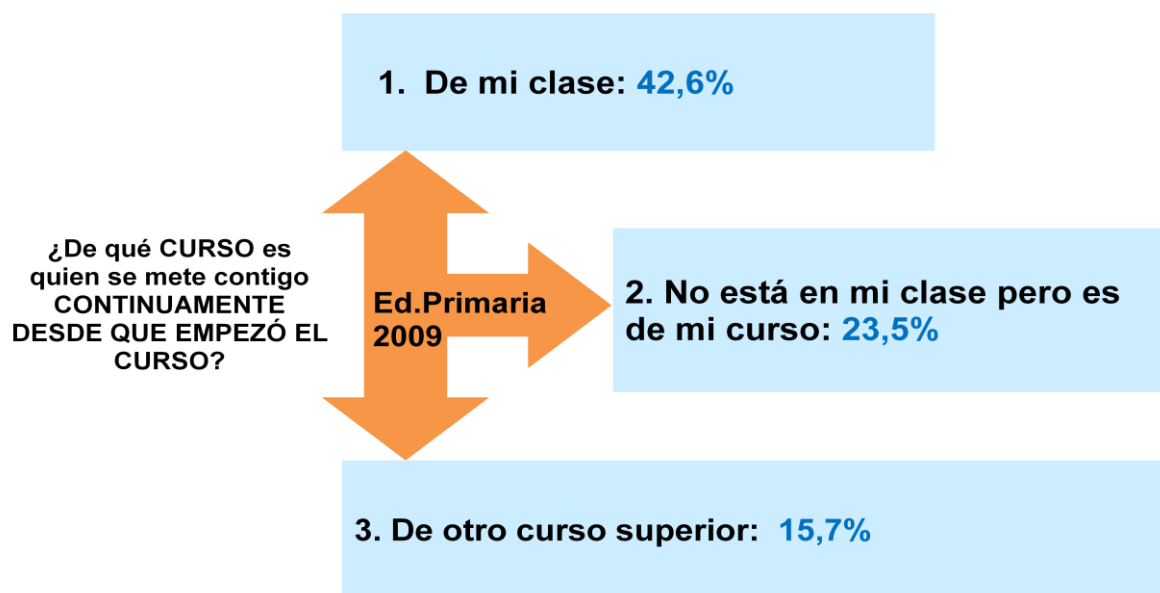 1. De mi clase: 42,6%
¿De qué CURSO es
quien se mete contigo
CONTINUAMENTE
DESDE QUE EMPEZÓ EL
CURSO?
Ed.Primaria
2009
2. No está en mi clase pero es
de mi curso: 23,5%
3. De otro curso superior: 15,7%